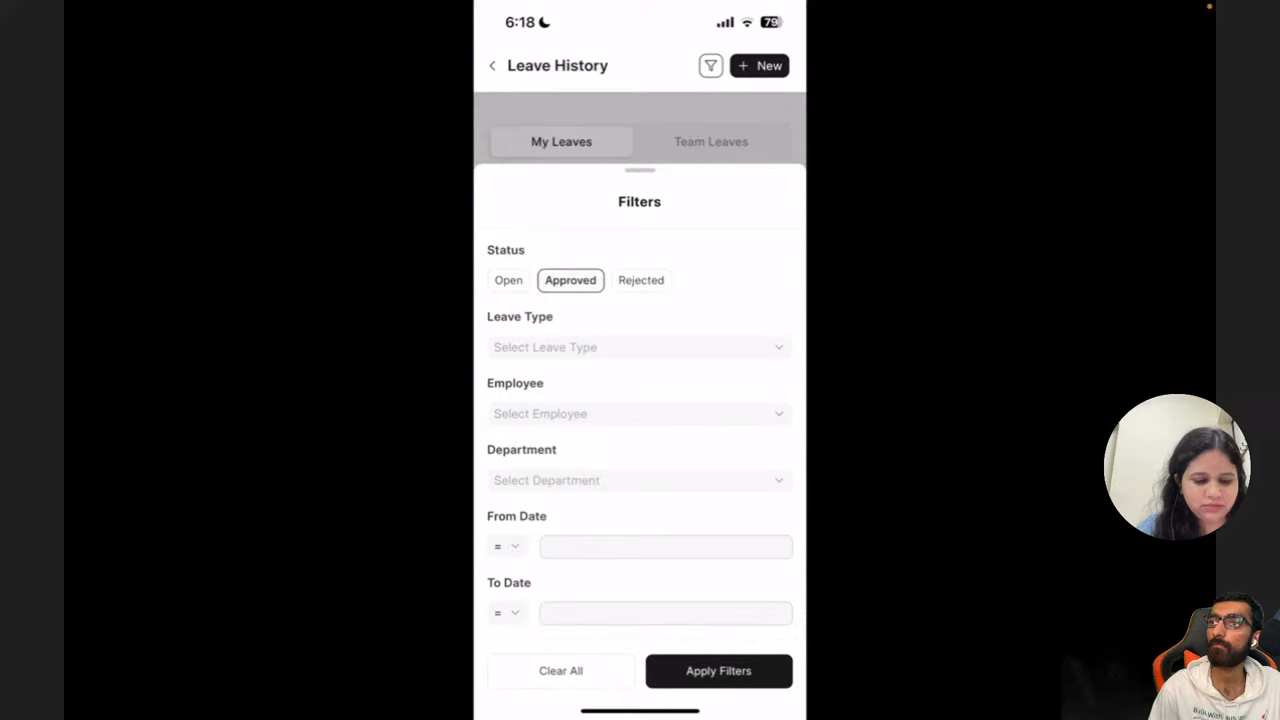 6:18
79
Leave History
+ New
My Leaves
Team Leaves
Filters
Status
Open
Approved
Rejected
Leave Type
Select Leave Type
Employee
Select Employee
Department
Select Department
From Date
=
To Date
=
Clear All
Apply Filters